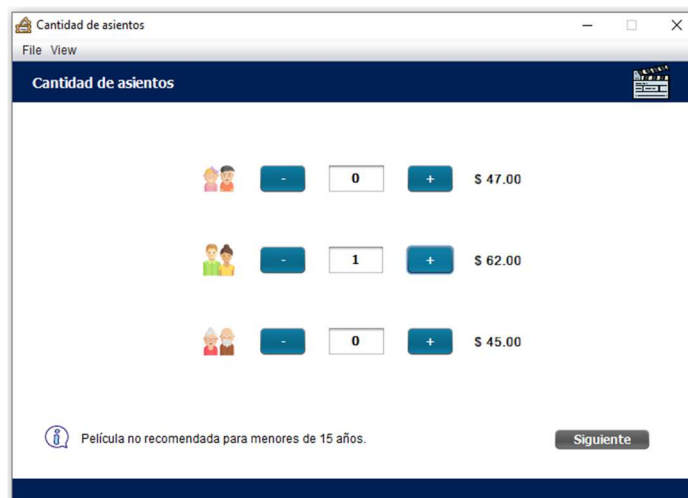 Cantidad de asientos
File View
Cantidad de asientos
- 0 + $ 47.00
- 1 + $ 62.00
- 0 + $ 45.00
Película no recomendada para menores de 15 años.
Siguiente